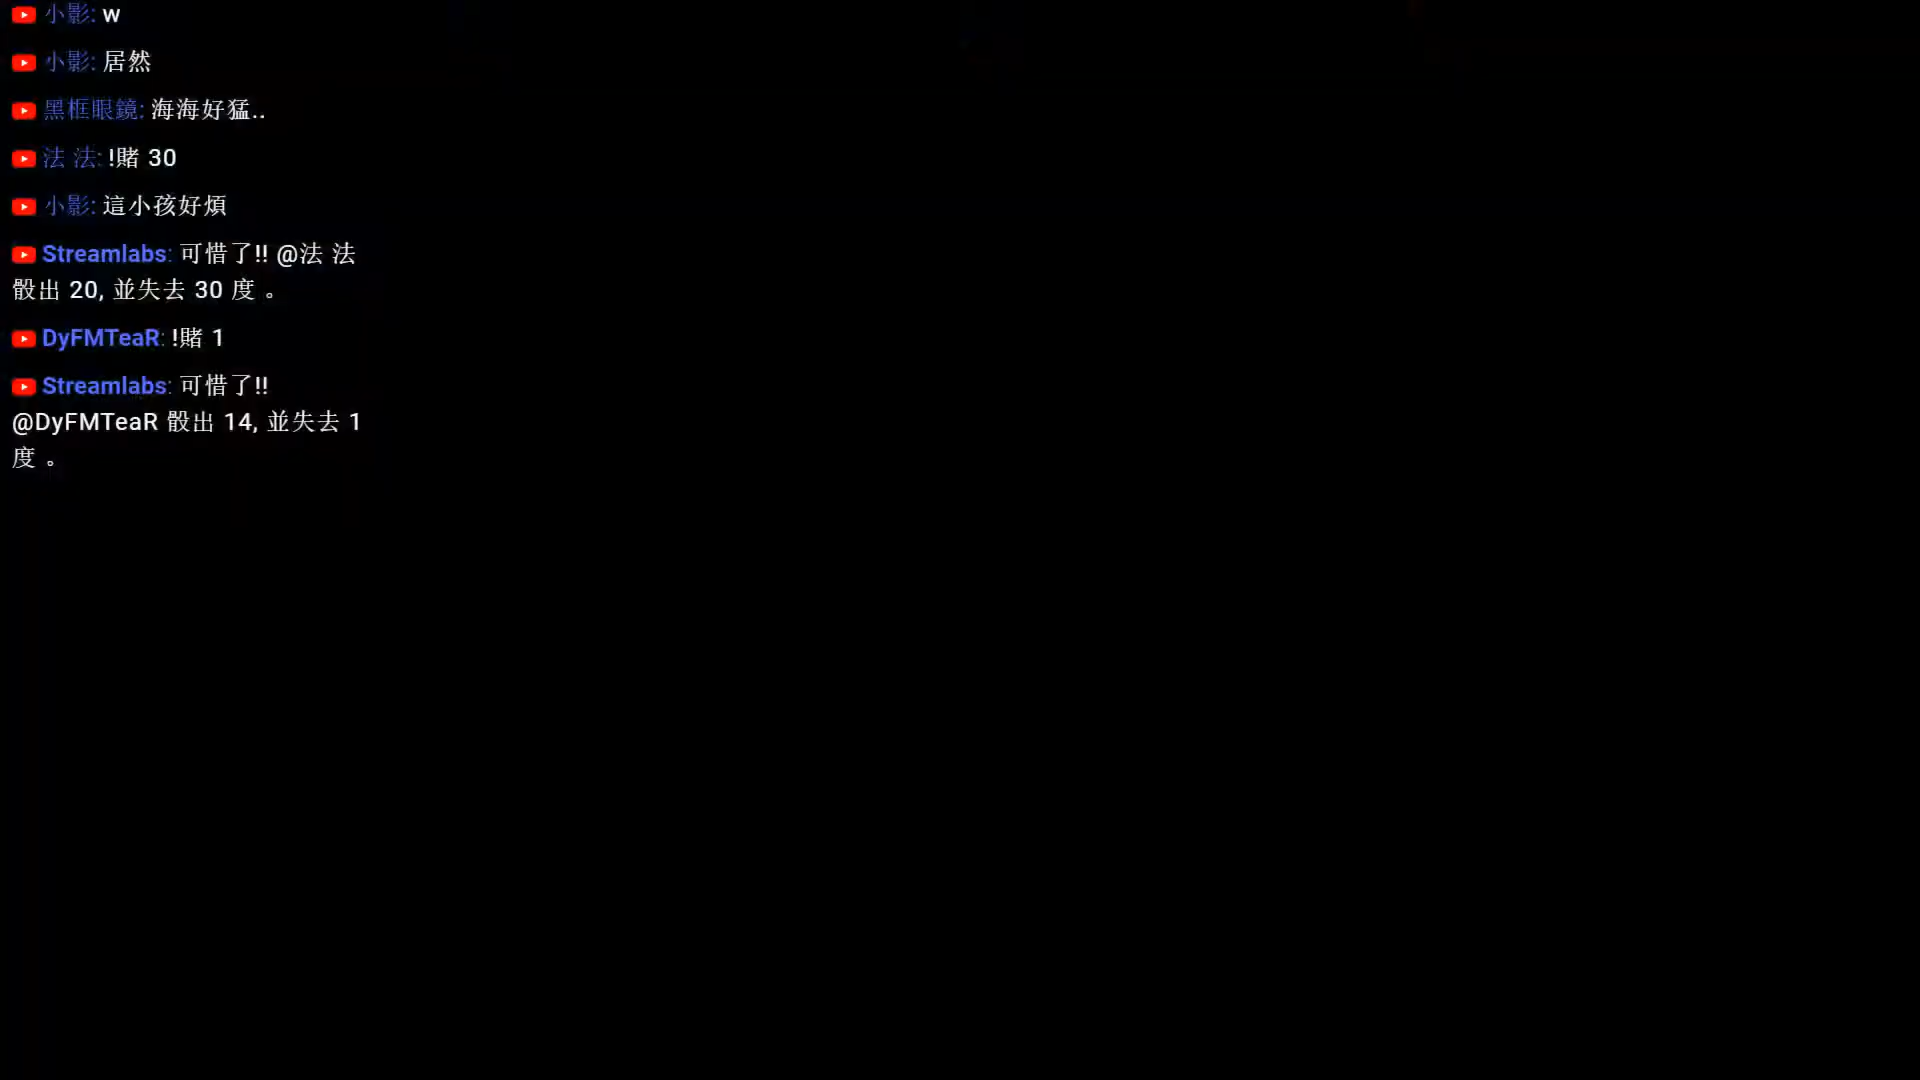 小影: w
小影: 居然
黑框眼鏡: 海海好猛..
法 法: !賭 30
小影: 這小孩好煩
Streamlabs: 可惜了!! @法 法
骰出 20, 並失去 30 度 。
DyFMTeaR: !賭 1
Streamlabs: 可惜了!!
@DyFMTeaR 骰出 14, 並失去 1
度 。